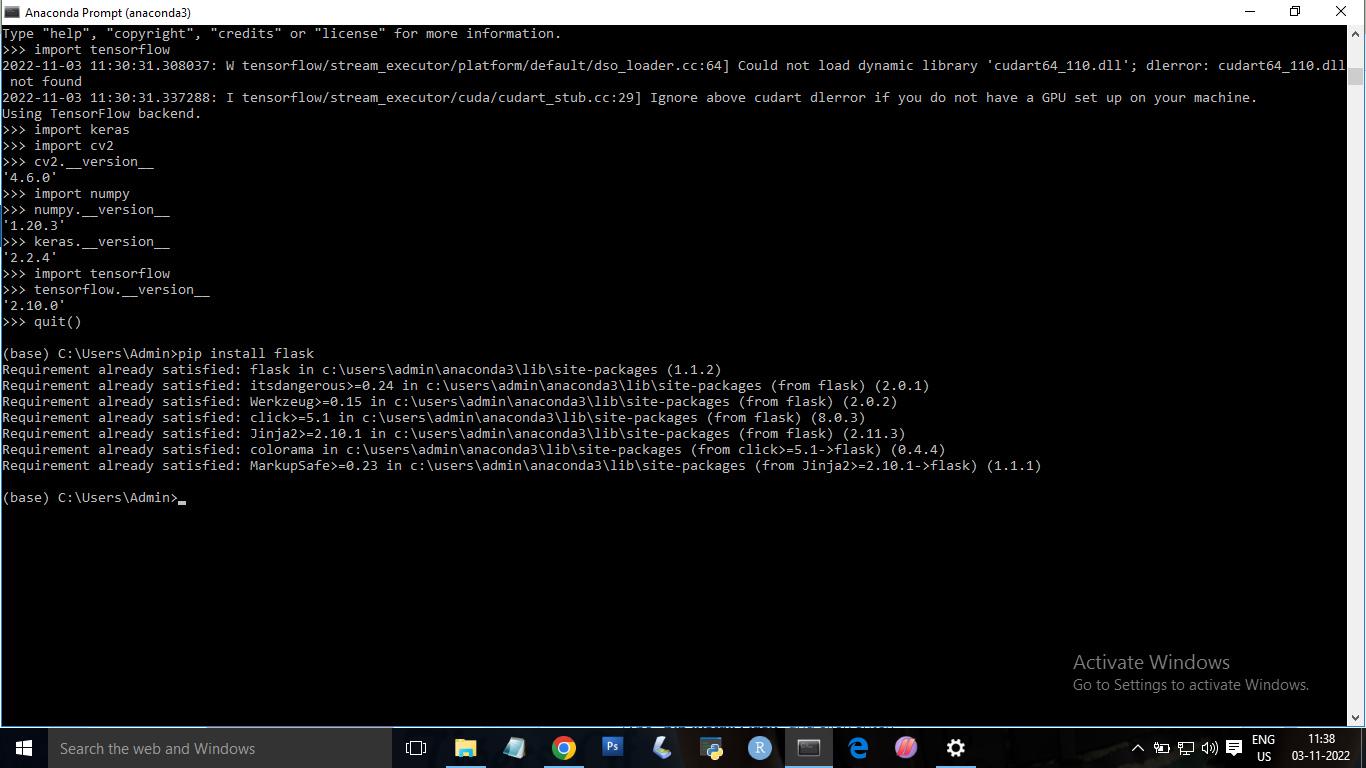 Anaconda Prompt (anaconda3)
Type "help", "copyright", "credits" or "license" for more information.
>>> import tensorflow
2022-11-03 11:30:31.308037: W tensorflow/stream_executor/platform/default/dso_loader.cc:64] Could not load dynamic library 'cudart64_110.dll'; dlerror: cudart64_110.dll
not found
2022-11-03 11:30:31.337288: I tensorflow/stream_executor/cuda/cudart_stub.cc:29] Ignore above cudart dlerror if you do not have a GPU set up on your machine.
Using TensorFlow backend.
>>> import keras
>>> import cv2
>>> cv2.__version__
'4.6.0'
>>> import numpy
>>> numpy.__version__
'1.20.3'
>>> keras.__version__
'2.2.4'
>>> import tensorflow
>>> tensorflow.__version__
'2.10.0'
>>> quit()
(base) C:\Users\Admin>pip install flask
Requirement already satisfied: flask in c:\users\admin\anaconda3\lib\site-packages (1.1.2)
Requirement already satisfied: itsdangerous>=0.24 in c:\users\admin\anaconda3\lib\site-packages (from flask) (2.0.1)
Requirement already satisfied: Werkzeug>=0.15 in c:\users\admin\anaconda3\lib\site-packages (from flask) (2.0.2)
Requirement already satisfied: click>=5.1 in c:\users\admin\anaconda3\lib\site-packages (from flask) (8.0.3)
Requirement already satisfied: Jinja2>=2.10.1 in c:\users\admin\anaconda3\lib\site-packages (from flask) (2.11.3)
Requirement already satisfied: colorama in c:\users\admin\anaconda3\lib\site-packages (from click>=5.1->flask) (0.4.4)
Requirement already satisfied: MarkupSafe>=0.23 in c:\users\admin\anaconda3\lib\site-packages (from Jinja2>=2.10.1->flask) (1.1.1)
(base) C:\Users\Admin>
Activate Windows
Go to Settings to activate Windows.
Search the web and Windows
Ps
R
ENG
US
11:38
03-11-2022